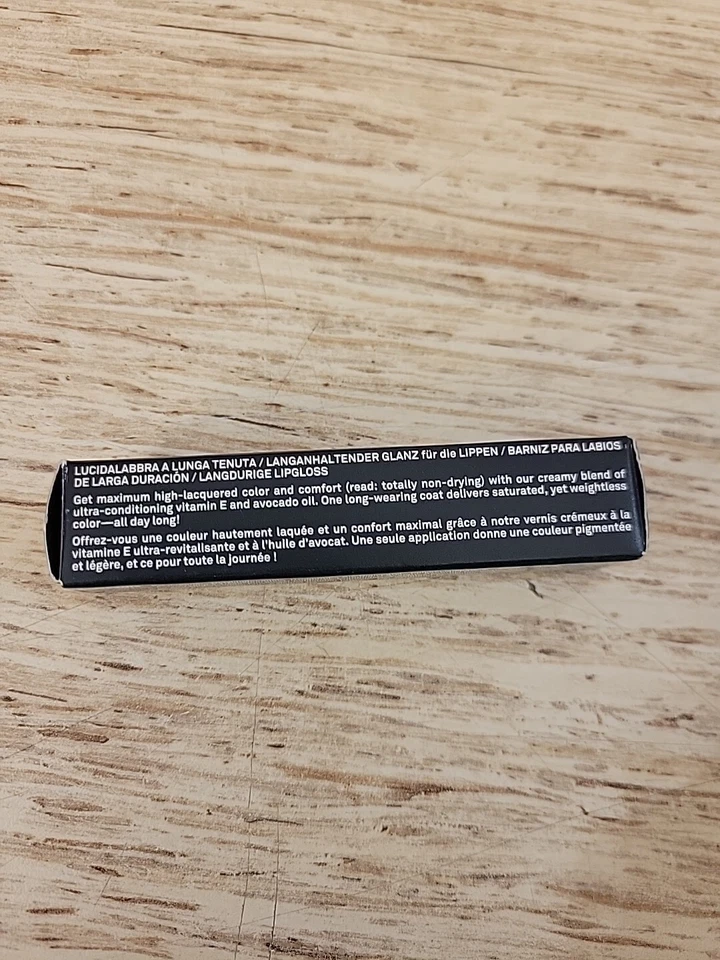 LUCIDALABBRA A LUNGA TENUTA / LANGANHALTENDER GLANZ für die LIPPEN / BARNIZ PARA LABIOS
DE LARGA DURACIÓN / LANGDURIGE LIPGLOSS
Get maximum high-lacquered color and comfort (read: totally non-drying) with our creamy blend of
ultra-conditioning vitamin E and avocado oil. One long-wearing coat delivers saturated, yet weightless
color—all day long!
Offrez-vous une couleur hautement laquée et un confort maximal grâce à notre vernis crémeux à la
vitamine E ultra-revitalisante et à l'huile d'avocat. Une seule application donne une couleur pigmentée
et légère, et ce pour toute la journée !